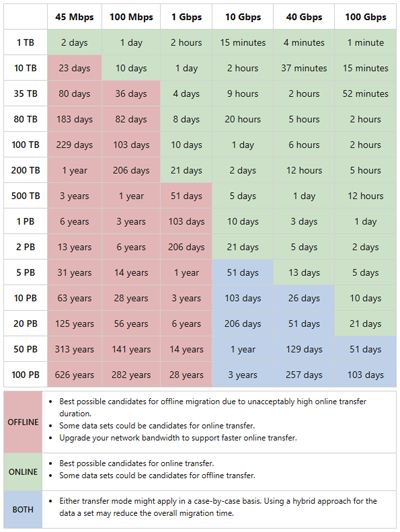 45 Mbps 100 Mbps 1 Gbps 10 Gbps 40 Gbps 100 Gbps
1 TB 2 days 1 day 2 hours 15 minutes 4 minutes 1 minute
10 TB 23 days 10 days 1 day 2 hours 37 minutes 15 minutes
35 TB 80 days 36 days 4 days 9 hours 2 hours 52 minutes
80 TB 183 days 82 days 8 days 20 hours 5 hours 2 hours
100 TB 229 days 103 days 10 days 1 day 6 hours 2 hours
200 TB 1 year 206 days 21 days 2 days 12 hours 5 hours
500 TB 3 years 1 year 51 days 5 days 1 day 12 hours
1 PB 6 years 3 years 103 days 10 days 3 days 1 day
2 PB 13 years 6 years 206 days 21 days 5 days 2 days
5 PB 31 years 14 years 1 year 51 days 13 days 5 days
10 PB 63 years 28 years 3 years 103 days 26 days 10 days
20 PB 125 years 56 years 6 years 206 days 51 days 21 days
50 PB 313 years 141 years 14 years 1 year 129 days 51 days
100 PB 626 years 282 years 28 years 3 years 257 days 103 days
OFFLINE
• Best possible candidates for offline migration due to unacceptably high online transfer
duration.
• Some data sets could be candidates for online transfer.
• Upgrade your network bandwidth to support faster online transfer.
ONLINE
• Best possible candidates for online transfer.
• Some data sets could be candidates for offline transfer.
BOTH
• Either transfer mode might apply in a case-by-case basis. Using a hybrid approach for the
data a set may reduce the overall migration time.